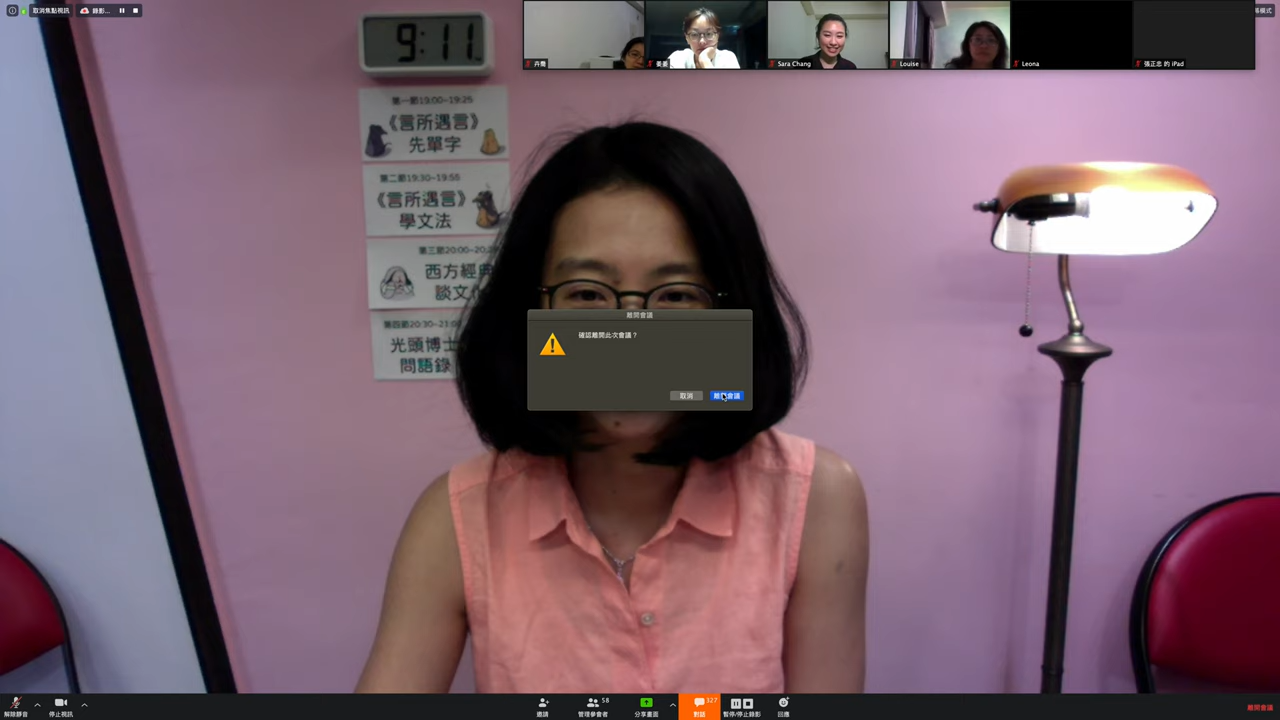 取消焦點視訊
錄影...
9:11
卉喬
Sara Chang
Louise
Leona
張正忠 的 iPad
第一節19:00~19:25
《言所遇言》
先單字
第二節19:30~19:55
《言所遇言》
學文法
第三節20:00~20:2
西方經典
談文化
第四節20:30~21:0
光頭博士
問語錄
離開會議
確認離開此次會議？
取消
離開會議
解除靜音
停止視訊
邀請
58
管理參會者
分享畫面
327
對話
暫停/停止錄影
回應
離開會議